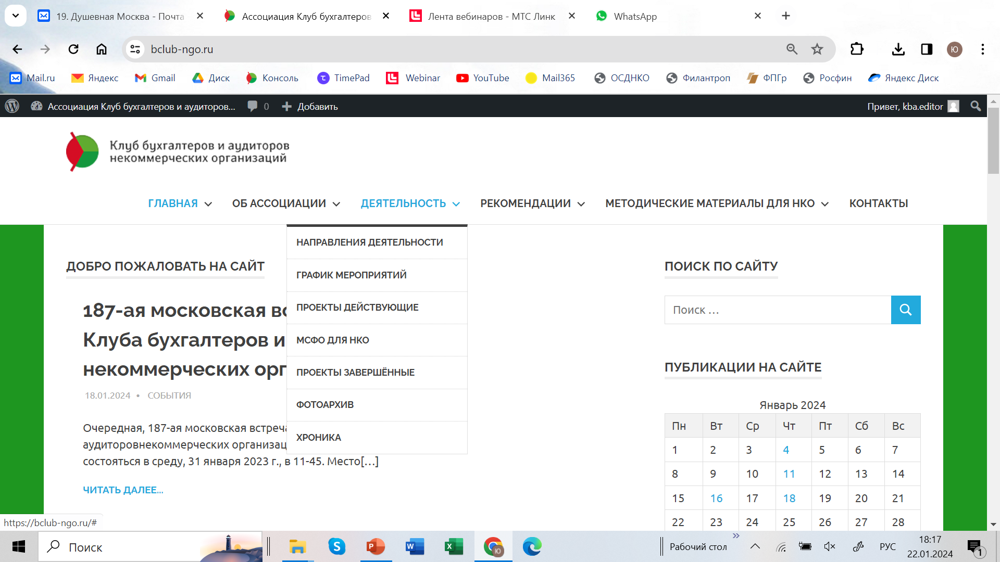 19. Душевная Москва - Почта
Ассоциация Клуб бухгалтеров
Лента вебинаров - МТС Линк
WhatsApp
bclub-ngo.ru
Ю
Mail.ru
Яндекс
Gmail
Диск
Консоль
TimePad
Webinar
YouTube
Mail365
ОСДНКО
Филантроп
ФПГр
Росфин
Яндекс Диск
Ассоциация Клуб бухгалтеров и аудиторов...
0
Добавить
Привет, kba.editor
Клуб бухгалтеров и аудиторов
некоммерческих организаций
ГЛАВНАЯ
ОБ АССОЦИАЦИИ
ДЕЯТЕЛЬНОСТЬ
РЕКОМЕНДАЦИИ
МЕТОДИЧЕСКИЕ МАТЕРИАЛЫ ДЛЯ НКО
КОНТАКТЫ
НАПРАВЛЕНИЯ ДЕЯТЕЛЬНОСТИ
ГРАФИК МЕРОПРИЯТИЙ
ПРОЕКТЫ ДЕЙСТВУЮЩИЕ
МСФО ДЛЯ НКО
ПРОЕКТЫ ЗАВЕРШЁННЫЕ
ФОТОАРХИВ
ХРОНИКА
ДОБРО ПОЖАЛОВАТЬ НА САЙТ
187-ая московская
Клуба бухгалтеров и
некоммерческих
18.01.2024 • СОБЫТИЯ
Очередная, 187-ая московская
аудиторовнекоммерческих
состояться в среду, 31 января 2023 г., в 11-45. Место[…]
ЧИТАТЬ ДАЛЕЕ...
ПОИСК ПО САЙТУ
Поиск …
ПУБЛИКАЦИИ НА САЙТЕ
Январь 2024
Пн Вт Ср Чт Пт Сб Вс
1 2 3 4 5 6 7
8 9 10 11 12 13 14
15 16 17 18 19 20 21
22 23 24 25 26 27 28
https://bclub-ngo.ru/#
Поиск
Рабочий стол
РУС
18:17
22.01.2024
1